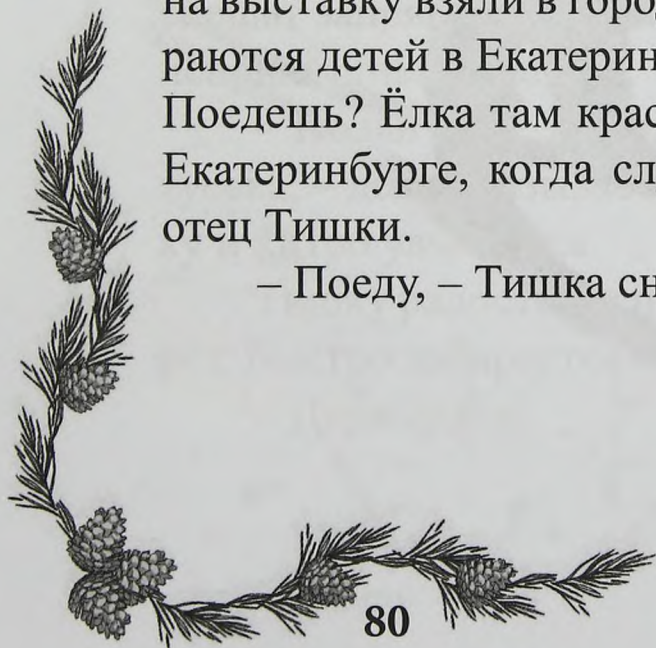 на выставку взяли в горо
раются детей в Екатерин
Поедешь? Ёлка там крас
Екатеринбурге, когда сл
отец Тишки.
– Поеду, – Тишка сн
80